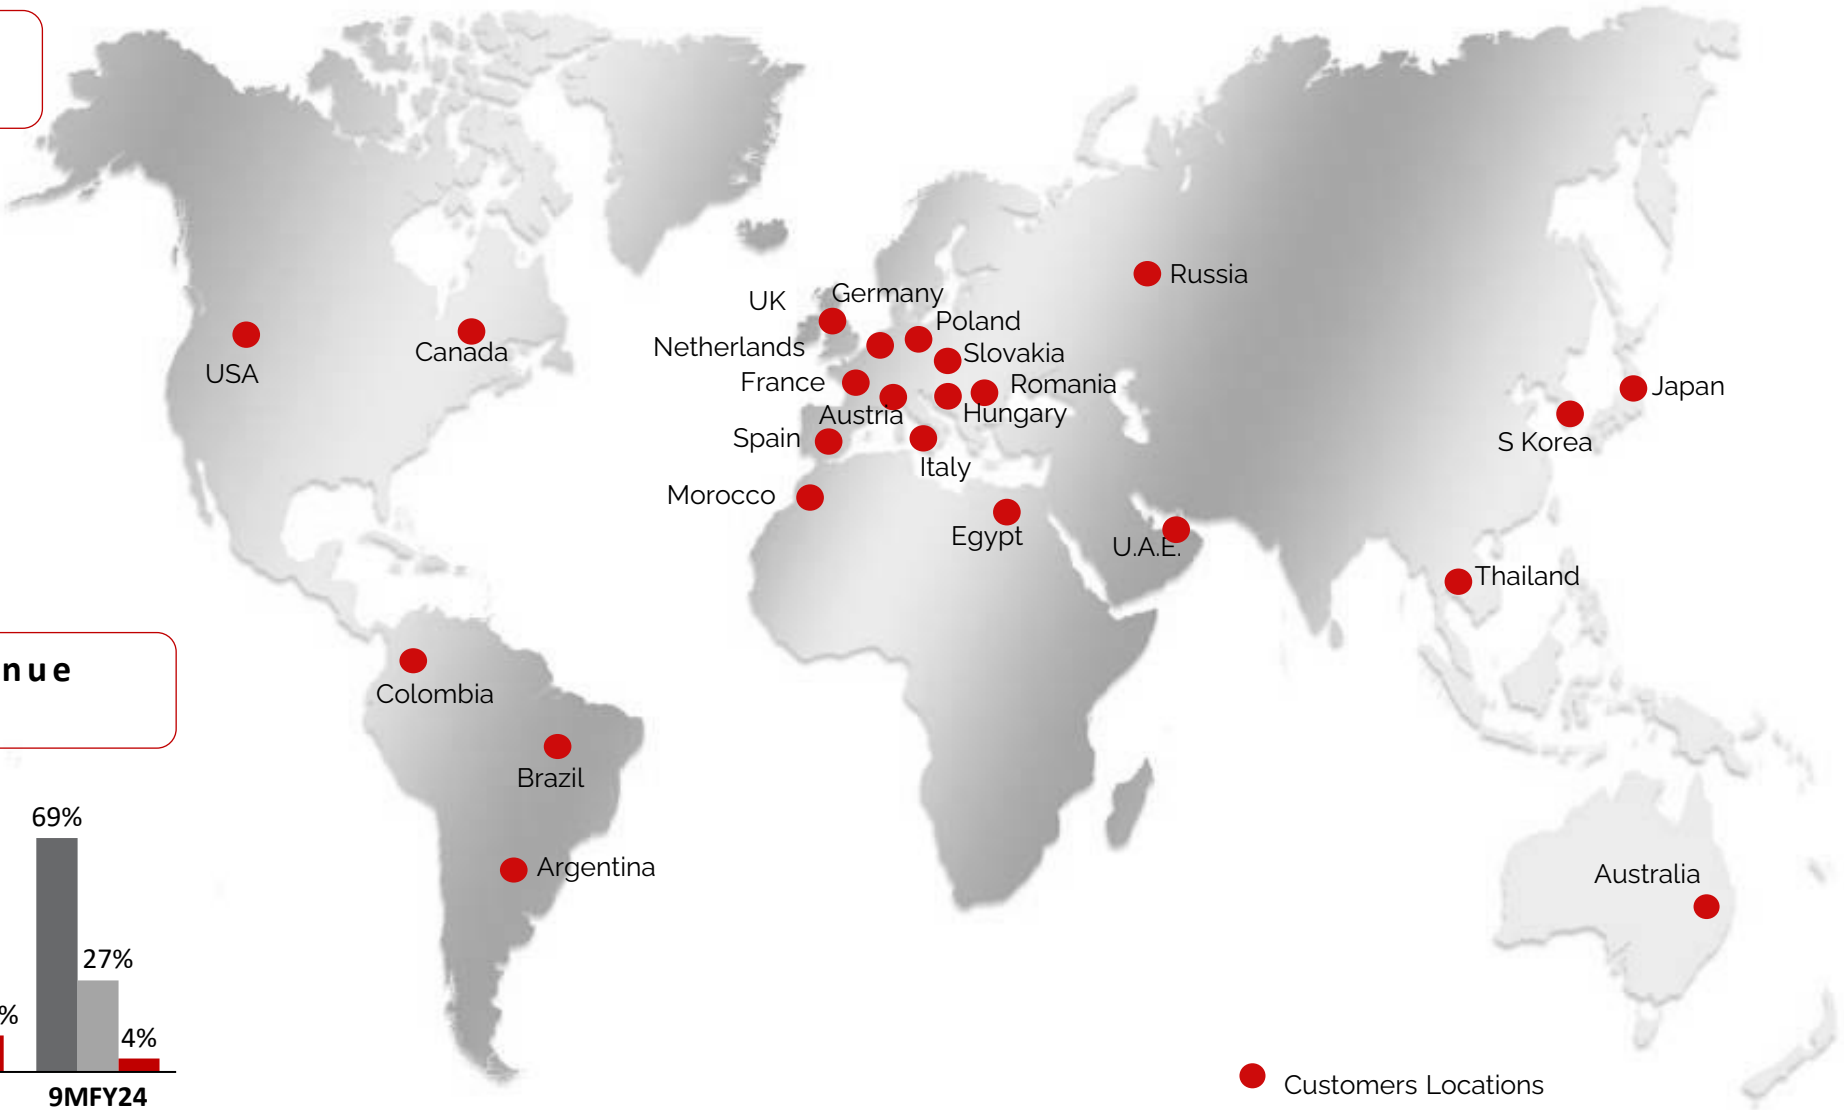 Russia
UK
Germany
Poland
Netherlands
Slovakia
Canada
USA
France
Romania
Japan
Austria
Hungary
Spain
S Korea
Italy
Morocco
Egypt
U.A.E.
Thailand
nue
Colombia
Brazil
69%
Argentina
Australia
27%
%
4%
9MFY24
Customers Locations